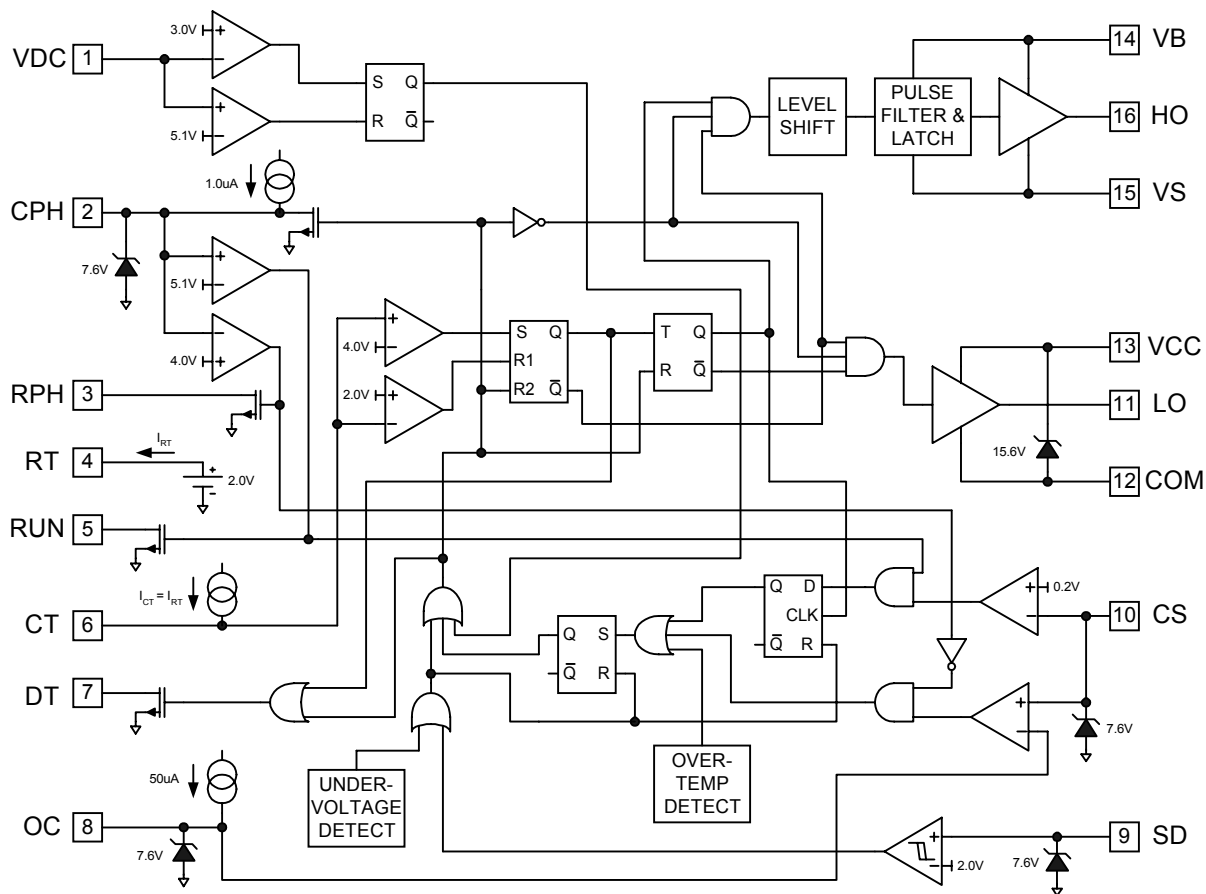 VDC 1
3.0V
5.1V
S Q
R Q̅
LEVEL
SHIFT
PULSE
FILTER &
LATCH
14 VB
16 HO
15 VS
CPH 2
1.0uA
7.6V
5.1V
4.0V
RPH 3
4.0V
2.0V
S Q
R1
R2 Q̅
T Q
R Q̅
13 VCC
11 LO
15.6V
12 COM
RT 4
IRT
2.0V
RUN 5
ICT = IRT
CT 6
Q S
Q̅ R
Q D
CLK
Q̅ R
0.2V
10 CS
7.6V
DT 7
UNDER-
VOLTAGE
DETECT
OVER-
TEMP
DETECT
50uA
OC 8
7.6V
2.0V
7.6V
9 SD